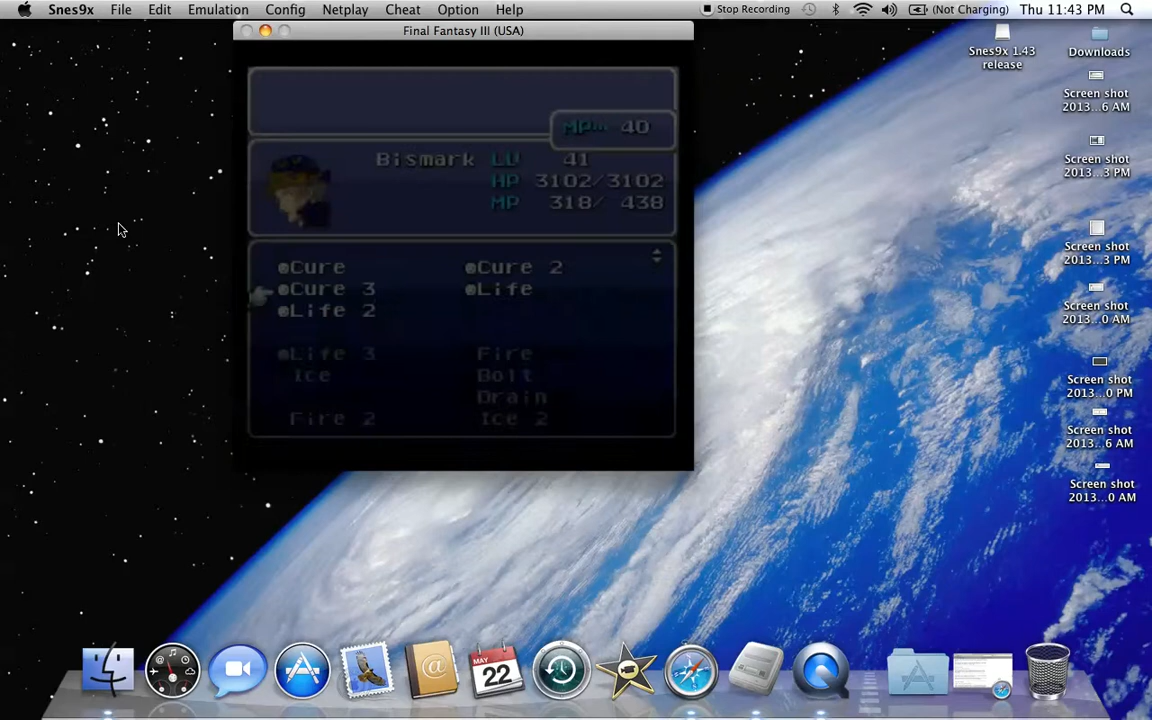 Snes9x File Edit Emulation Config Netplay Cheat Option Help Stop Recording (Not Charging) Thu 11:43 PM
Final Fantasy III (USA)
MP… 40
Bismark LV 41
HP 3102/3102
MP 318/ 438
Cure Cure 2
Cure 3 Life
Life 2
Life 3 Fire
Ice Bolt
Drain
Fire 2 Ice 2
Snes9x 1.43
release
Downloads
Screen shot
2013...6 AM
Screen shot
2013...3 PM
Screen shot
2013...3 PM
Screen shot
2013...0 AM
Screen shot
2013...0 PM
Screen shot
2013...6 AM
Screen shot
2013...0 AM
MAY
22